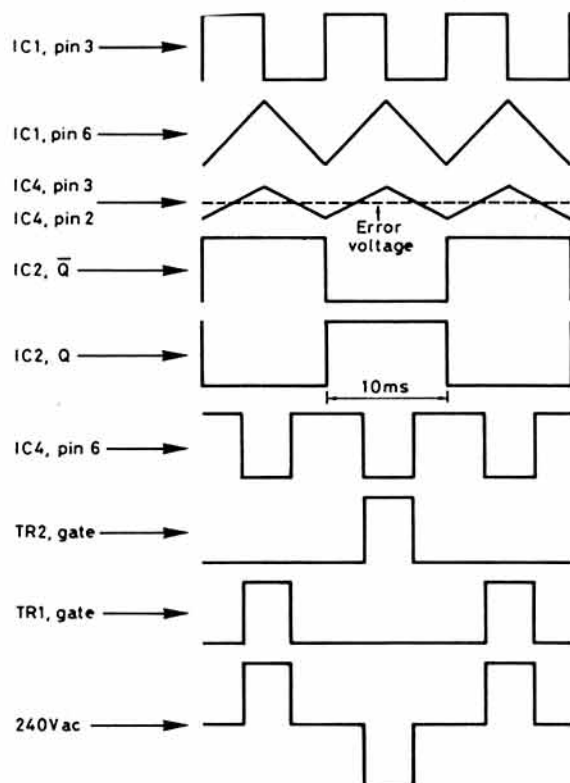 IC1, pin 3
IC1, pin 6
IC4, pin 3
IC4, pin 2
Error
voltage
IC2, Q̅
IC2, Q
10ms
IC4, pin 6
TR2, gate
TR1, gate
240Vac